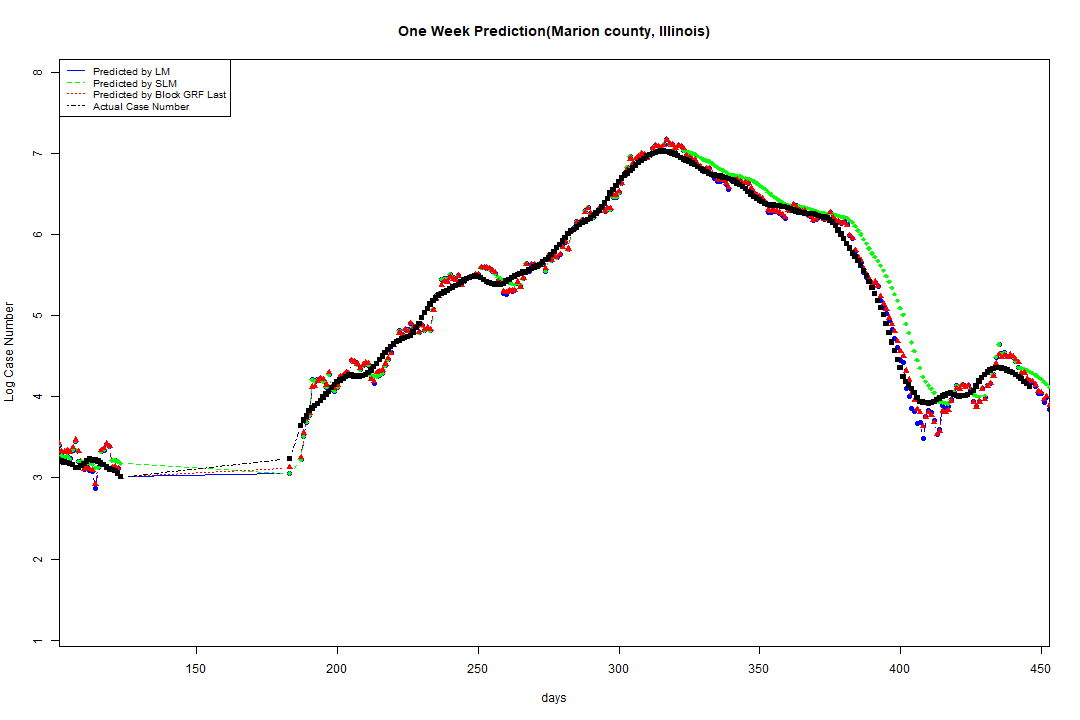 One Week Prediction(Marion county, Illinois)
Predicted by LM
Predicted by SLM
Predicted by Block GRF Last
Actual Case Number
8
7
6
5
4
3
2
1
Log Case Number
150 200 250 300 350 400 450
days